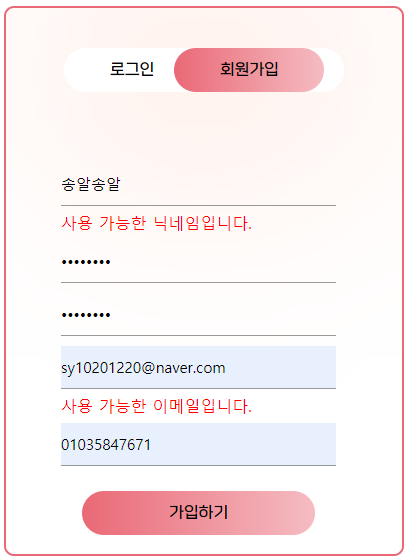 로그인 회원가입
송알송알
사용 가능한 닉네임입니다.
••••••••
••••••••
sy10201220@naver.com
사용 가능한 이메일입니다.
01035847671
가입하기